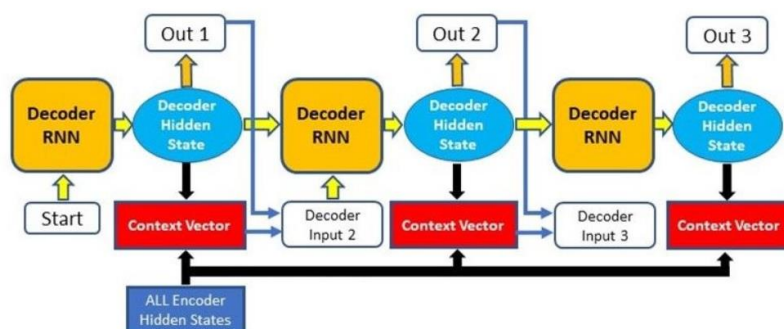 Out 1
Out 2
Out 3
Decoder
RNN
Decoder
Hidden
State
Decoder
RNN
Decoder
Hidden
State
Decoder
RNN
Decoder
Hidden
State
Start
Context Vector
Decoder
Input 2
Context Vector
Decoder
Input 3
Context Vector
ALL Encoder
Hidden States